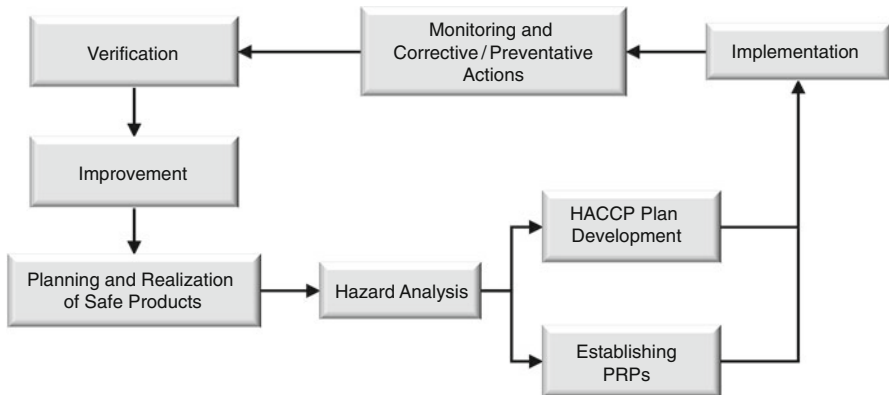 Verification
Monitoring and
Corrective/Preventative
Actions
Implementation
Improvement
HACCP Plan
Development
Planning and Realization
of Safe Products
Hazard Analysis
Establishing
PRPs